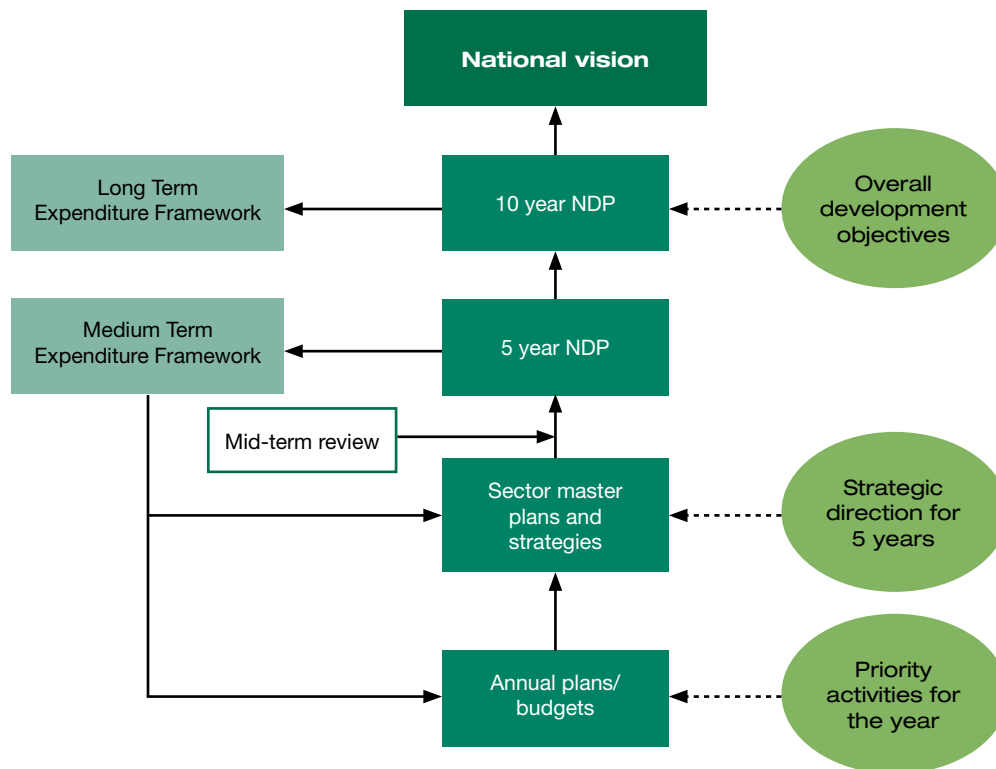 National vision
Long Term
Expenditure Framework
10 year NDP
Overall
development
objectives
Medium Term
Expenditure Framework
5 year NDP
Mid-term review
Sector master
plans and
strategies
Strategic
direction for
5 years
Annual plans/
budgets
Priority
activities for
the year